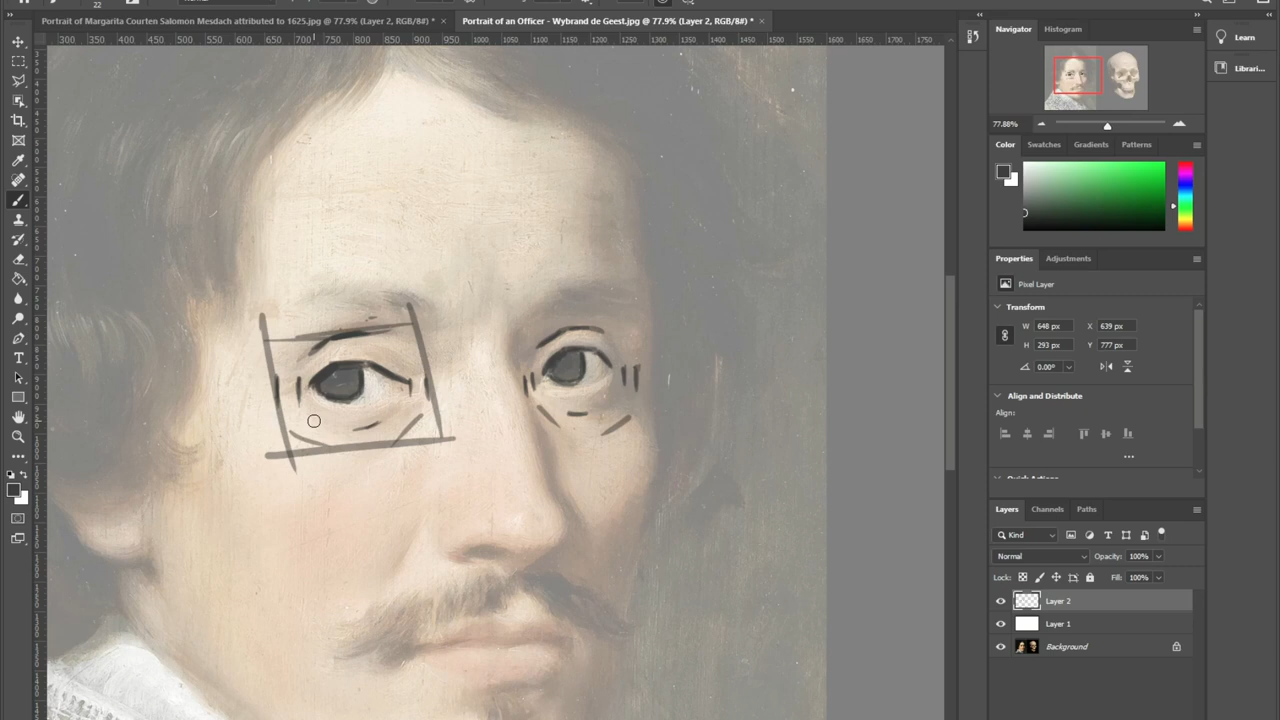 22
Portrait of Margarita Courten Salomon Mesdach attributed to 1625.jpg @ 77.9% (Layer 2, RGB/8#) * ×
Portrait of an Officer - Wybrand de Geest.jpg @ 77.9% (Layer 2, RGB/8#) * ×
300 350 400 450 500 550 600 650 700 750 800 850 900 950 1000 1050 1100 1150 1200 1250 1300 1350 1400 1450 1500 1550 1600 1650 1700 1750
Navigator Histogram
77.88%
Color Swatches Gradients Patterns
Properties Adjustments
Pixel Layer
Transform
W 648 px X 639 px
H 293 px Y 777 px
0.00°
Align and Distribute
Align:
Layers Channels Paths
Kind
Normal Opacity: 100%
Lock: Fill: 100%
Layer 2
Layer 1
Background
Learn
Librari...